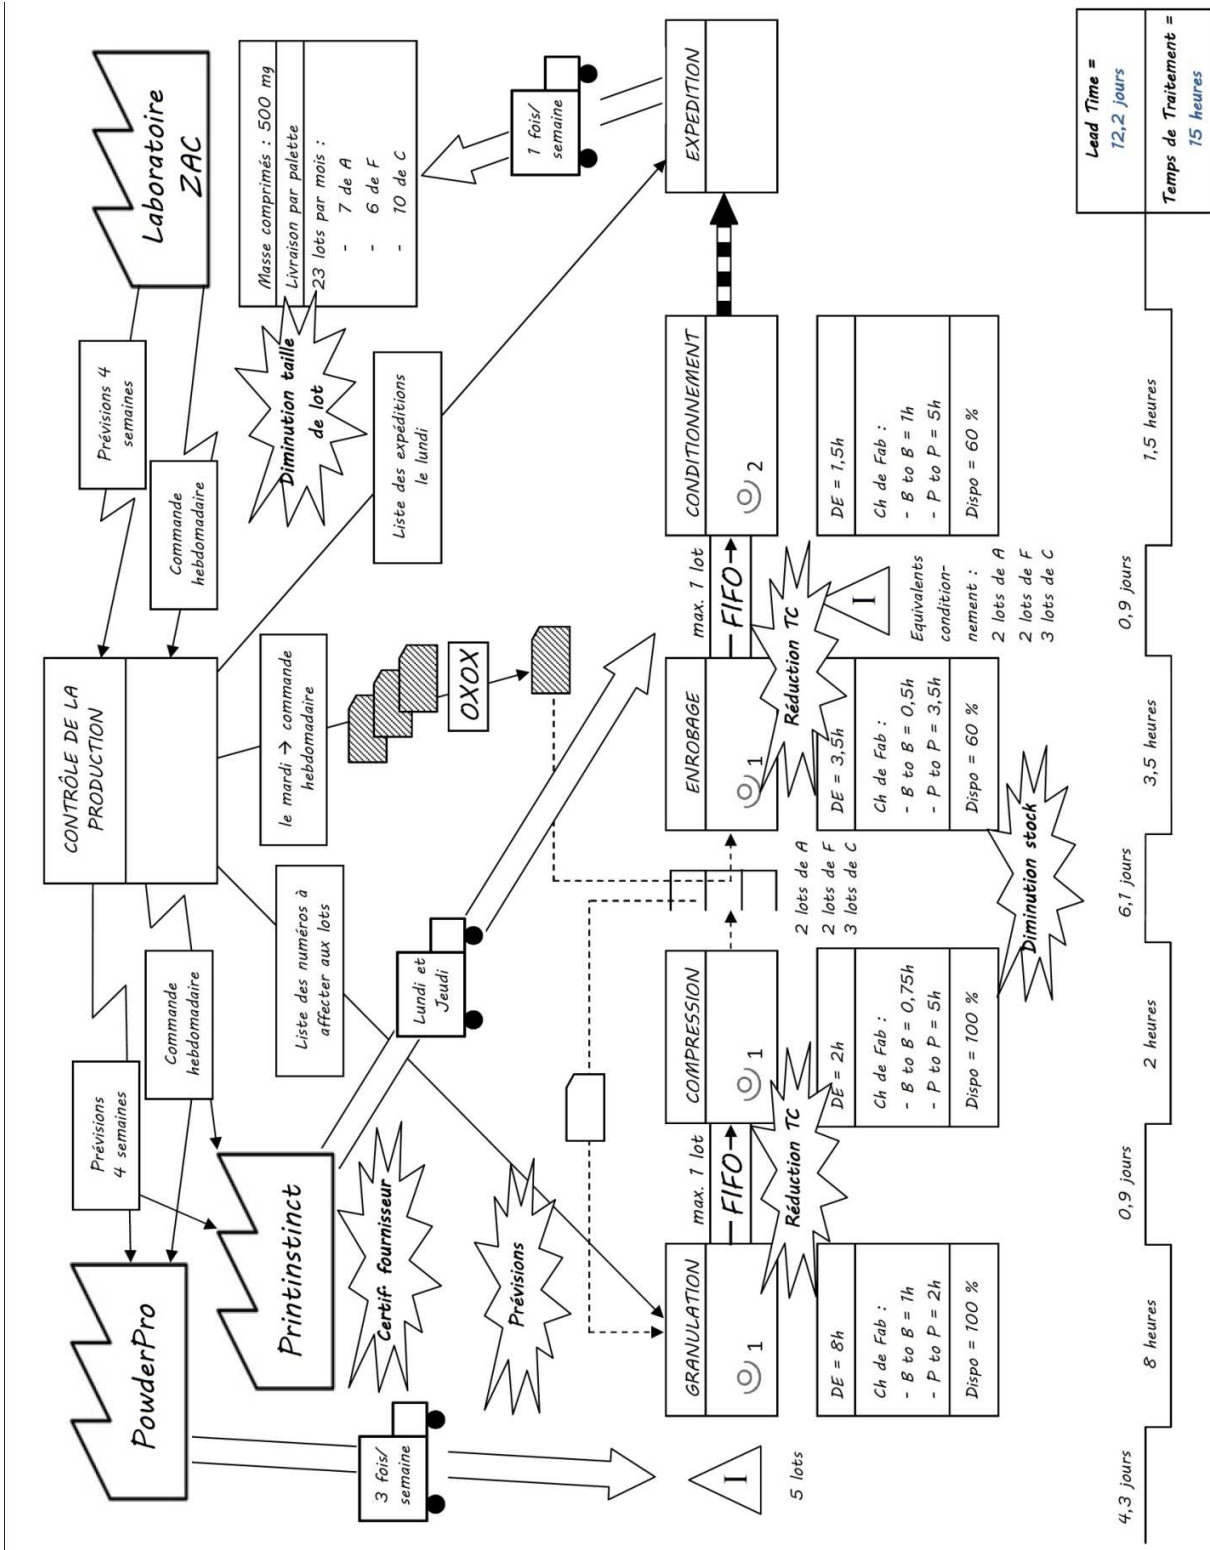 PowderPro
Prévisions
4 semaines
Commande
hebdomadaire
CONTRÔLE DE LA
PRODUCTION
Prévisions 4
semaines
Commande
hebdomadaire
Laboratoire
ZAC
Printinstinct
Certif fournisseur
Liste des numéros à
affecter aux lots
le mardi → commande
hebdomadaire
OXOX
Diminution taille
de lot
Masse comprimés : 500 mg
Livraison par palette
23 lots par mois :
- 7 de A
- 6 de F
- 10 de C
Liste des expéditions
le lundi
3 fois/
semaine
Prévisions
Lundi et
Jeudi
1 fois/
semaine
I
5 lots
GRANULATION
1
DE = 8h
Ch de Fab :
- B to B = 1h
- P to P = 2h
Dispo = 100 %
max. 1 lot
FIFO
Réduction TC
COMPRESSION
1
DE = 2h
Ch de Fab :
- B to B = 0,75h
- P to P = 5h
Dispo = 100 %
2 lots de A
2 lots de F
3 lots de C
Diminution stock
ENROBAGE
1
DE = 3,5h
Ch de Fab :
- B to B = 0,5h
- P to P = 3,5h
Dispo = 60 %
max. 1 lot
FIFO
Réduction TC
I
Equivalents
condition-
nement :
2 lots de A
2 lots de F
3 lots de C
CONDITIONNEMENT
2
DE = 1,5h
Ch de Fab :
- B to B = 1h
- P to P = 5h
Dispo = 60 %
EXPEDITION
4,3 jours
8 heures
0,9 jours
2 heures
6,1 jours
3,5 heures
0,9 jours
1,5 heures
Lead Time =
12,2 jours
Temps de Traitement =
15 heures